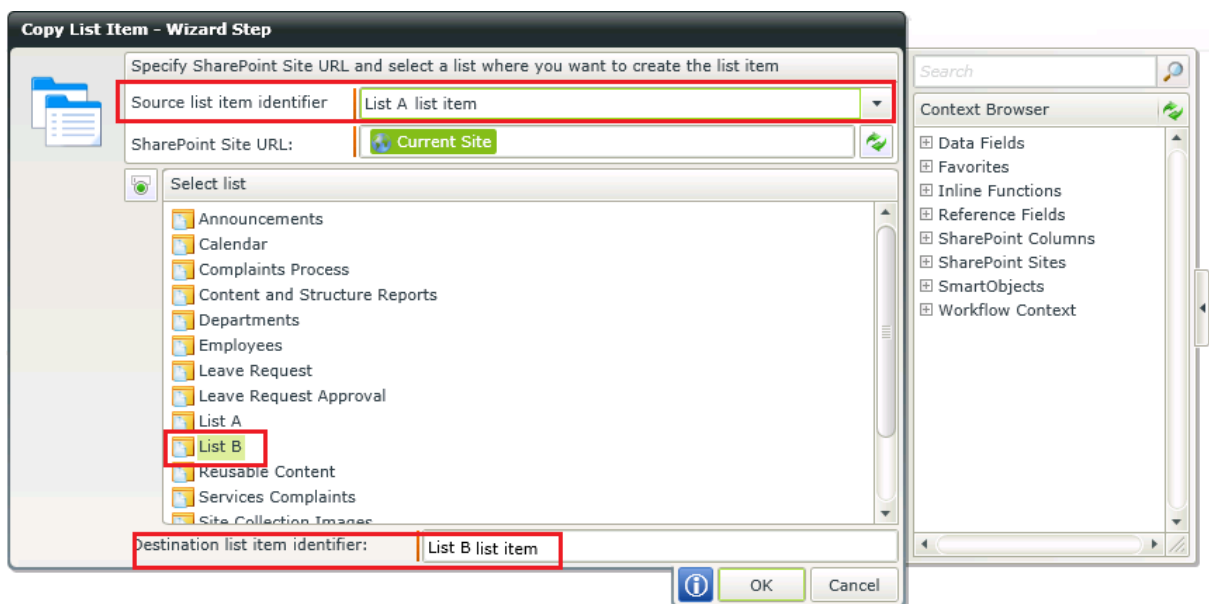 Copy List Item - Wizard Step
Specify SharePoint Site URL and select a list where you want to create the list item
Source list item identifier
List A list item
SharePoint Site URL:
Current Site
Select list
Announcements
Calendar
Complaints Process
Content and Structure Reports
Departments
Employees
Leave Request
Leave Request Approval
List A
List B
Reusable Content
Services Complaints
Site Collection Images
Destination list item identifier:
List B list item
OK
Cancel
Search
Context Browser
Data Fields
Favorites
Inline Functions
Reference Fields
SharePoint Columns
SharePoint Sites
SmartObjects
Workflow Context